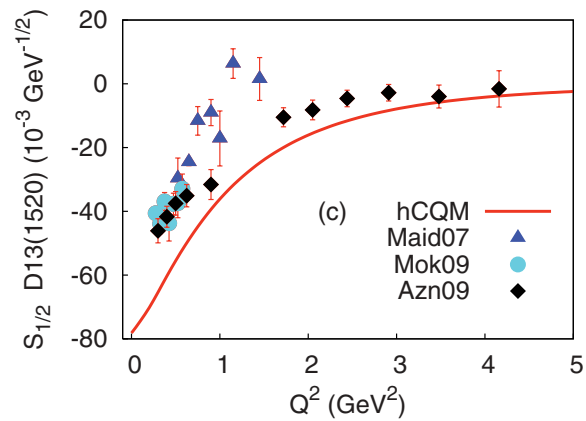 S1/2 D13(1520) (10-3 GeV-1/2)
20
0
-20
-40
-60
-80
(c)
hCQM
Maid07
Mok09
Azn09
0 1 2 3 4 5
Q2 (GeV2)